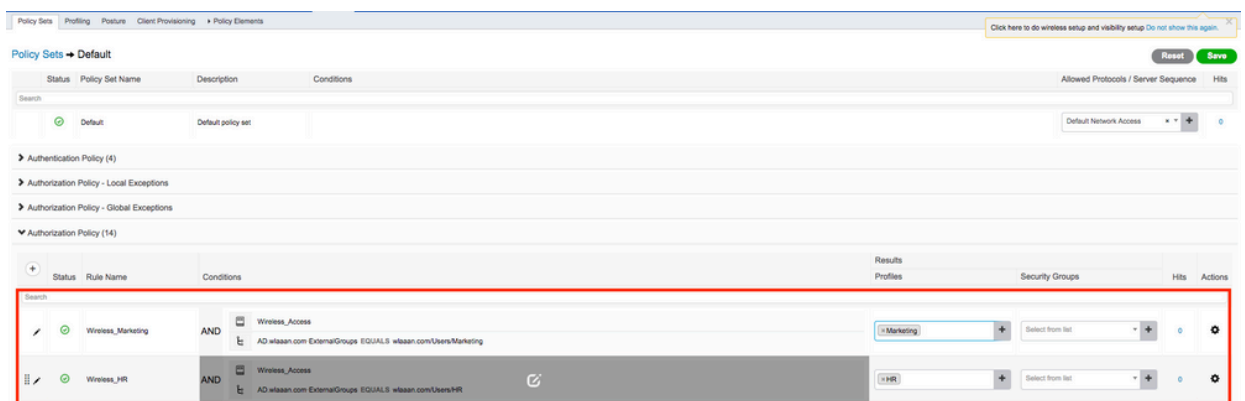 Policy Sets Profiling Posture Client Provisioning Policy Elements
Click here to do wireless setup and visibility setup Do not show this again.
Policy Sets → Default
Reset Save
Status Policy Set Name Description Conditions Allowed Protocols / Server Sequence Hits
Search
Default Default policy set Default Network Access × + 0
Authentication Policy (4)
Authorization Policy - Local Exceptions
Authorization Policy - Global Exceptions
Authorization Policy (14)
Results
+ Status Rule Name Conditions Profiles Security Groups Hits Actions
Search
Wireless_Marketing AND Wireless_Access × Marketing + Select from list + 0
AD.wlaaan.com ExternalGroups EQUALS wlaaan.com/Users/Marketing
Wireless_HR AND Wireless_Access × HR + Select from list + 0
AD.wlaaan.com ExternalGroups EQUALS wlaaan.com/Users/HR